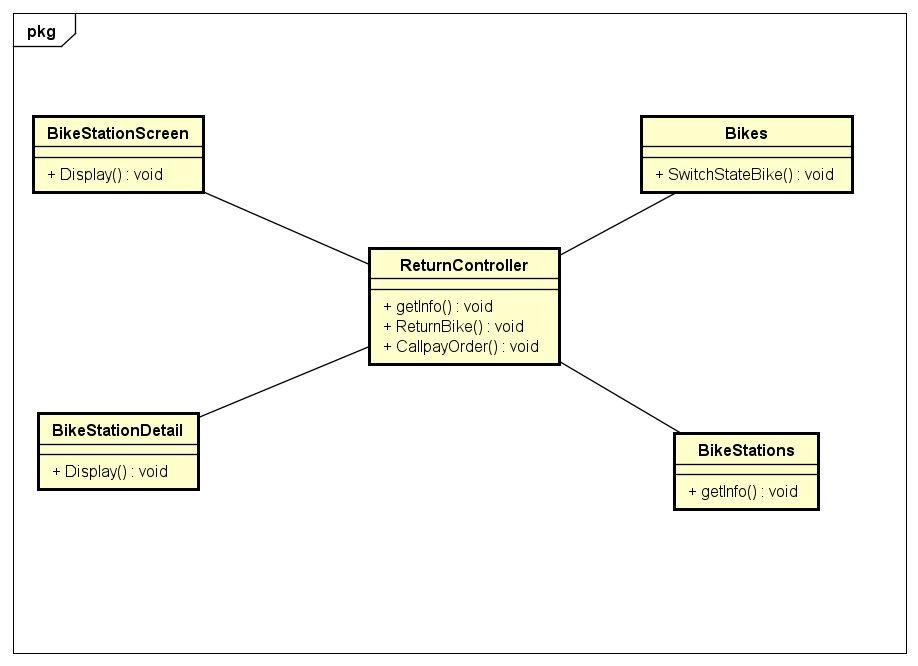 pkg
BikeStationScreen
+ Display() : void
Bikes
+ SwitchStateBike() : void
ReturnController
+ getInfo() : void
+ ReturnBike() : void
+ CallpayOrder() : void
BikeStationDetail
+ Display() : void
BikeStations
+ getInfo() : void